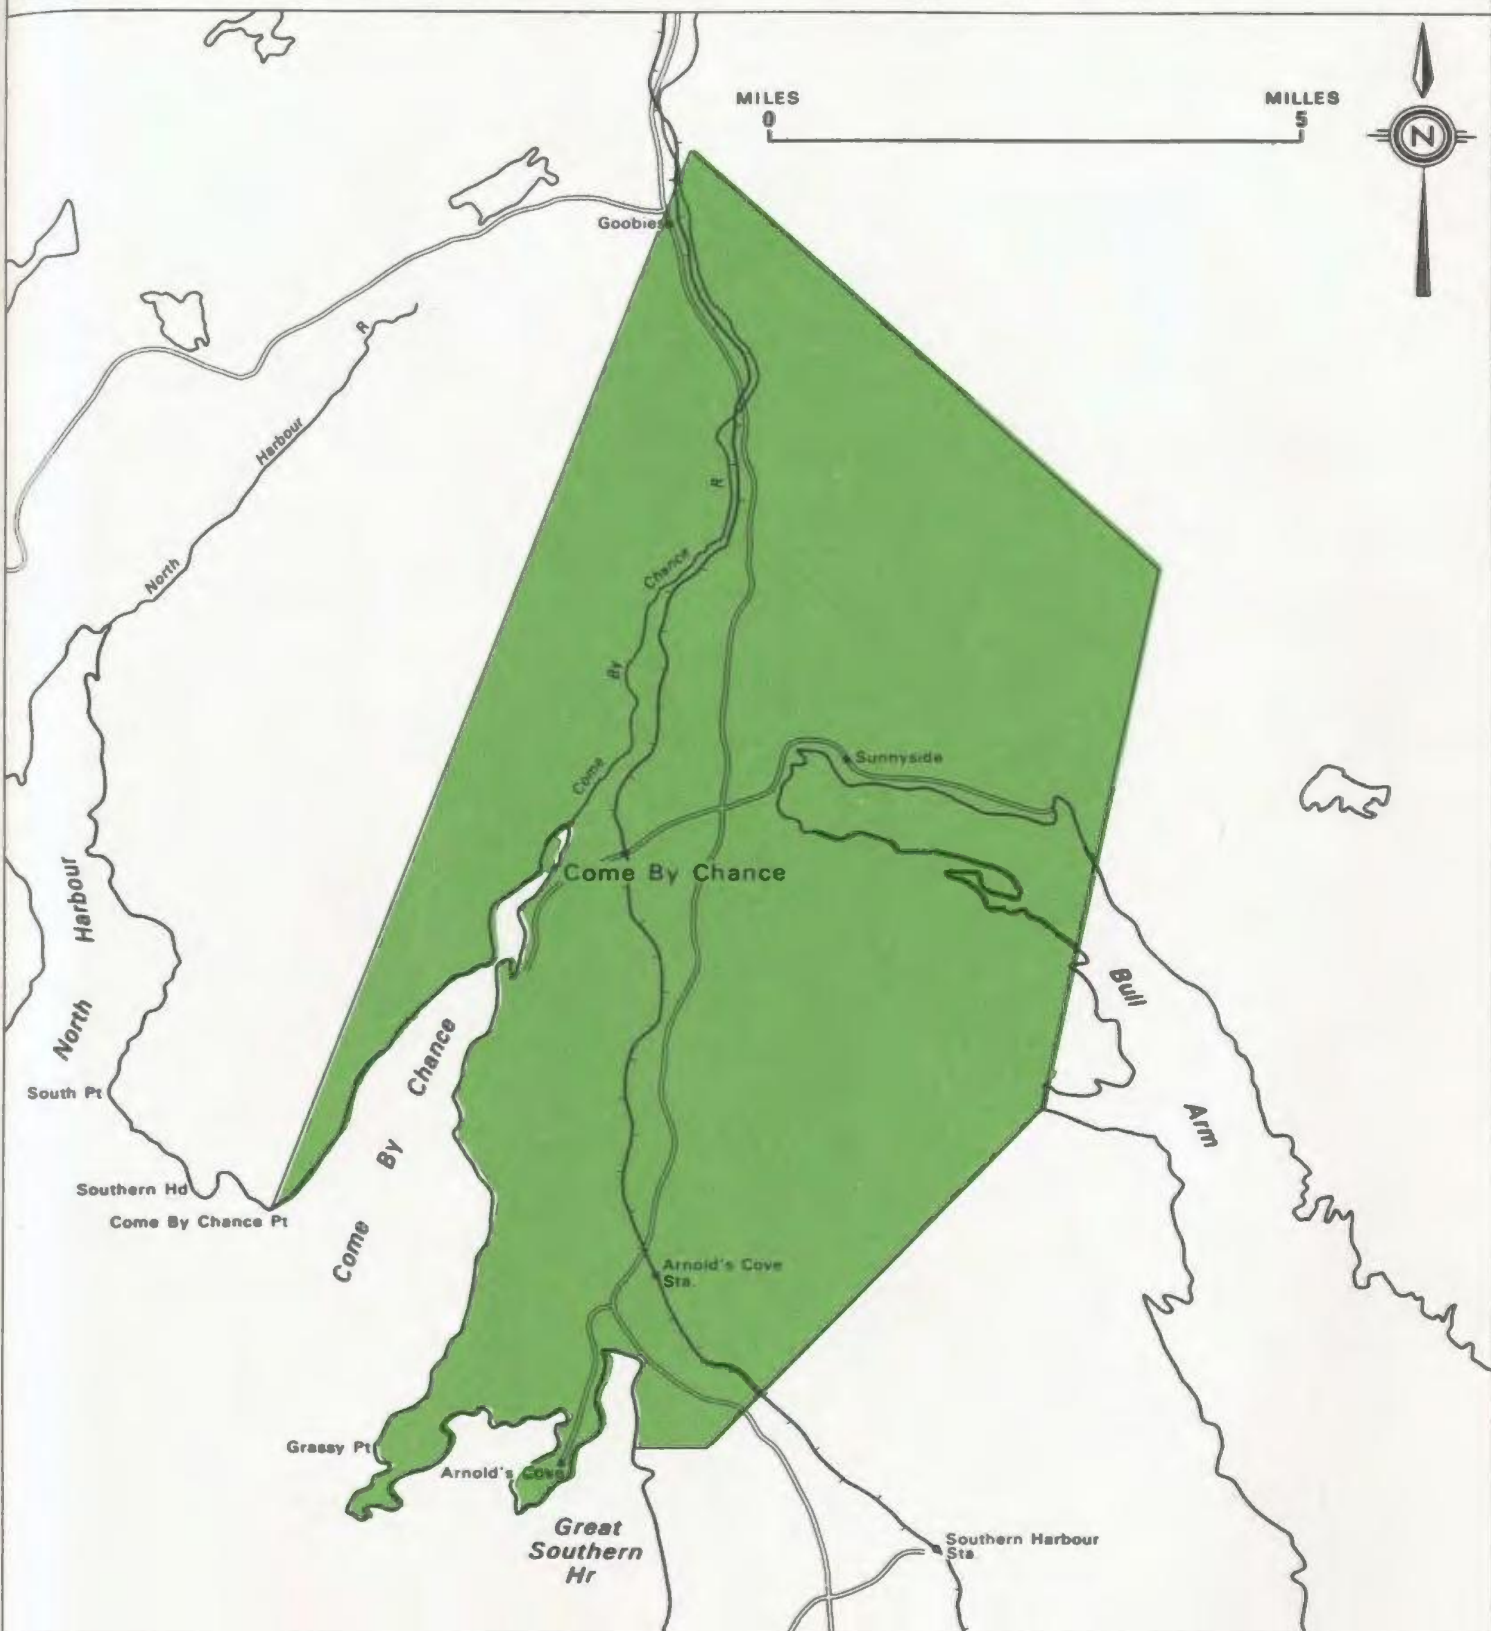 MILES
MILLES
0
5
N
Goobies
R
Harbour
North
R
Chance
By
Come
Sunnyside
Come By Chance
Harbour
North
Bull
Arm
Chance
By
Come
South Pt
Southern Hd
Come By Chance Pt
Arnold's Cove
Sta.
Grassy Pt
Arnold's Cove
Great
Southern
Hr
Southern Harbour
Sta